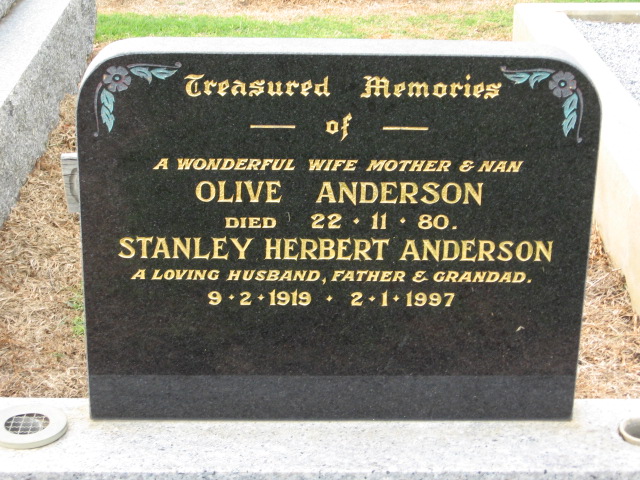 Treasured Memories
of
A WONDERFUL WIFE MOTHER & NAN
OLIVE ANDERSON
DIED 22 · 11 · 80.
STANLEY HERBERT ANDERSON
A LOVING HUSBAND, FATHER & GRANDAD.
9 · 2 · 1919 · 2 · 1 · 1997